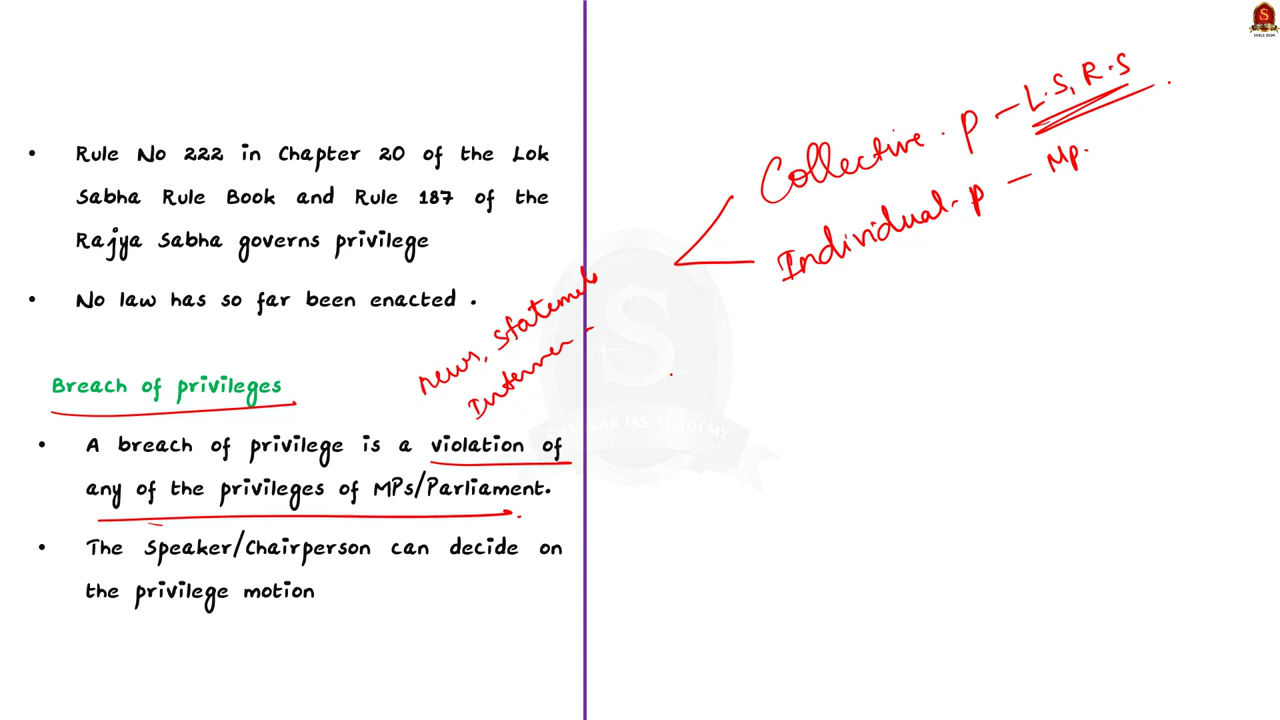 • Rule No 222 in Chapter 20 of the Lok
Sabha Rule Book and Rule 187 of the
Rajya Sabha governs privilege
• No law has so far been enacted .
Breach of privileges
• A breach of privilege is a violation of
any of the privileges of MPs/Parliament.
• The Speaker/Chairperson can decide on
the privilege motion
news, Statements
Collective . P – L.S, R.S
Individual - P – Mp.
S
IAS ACADEMY